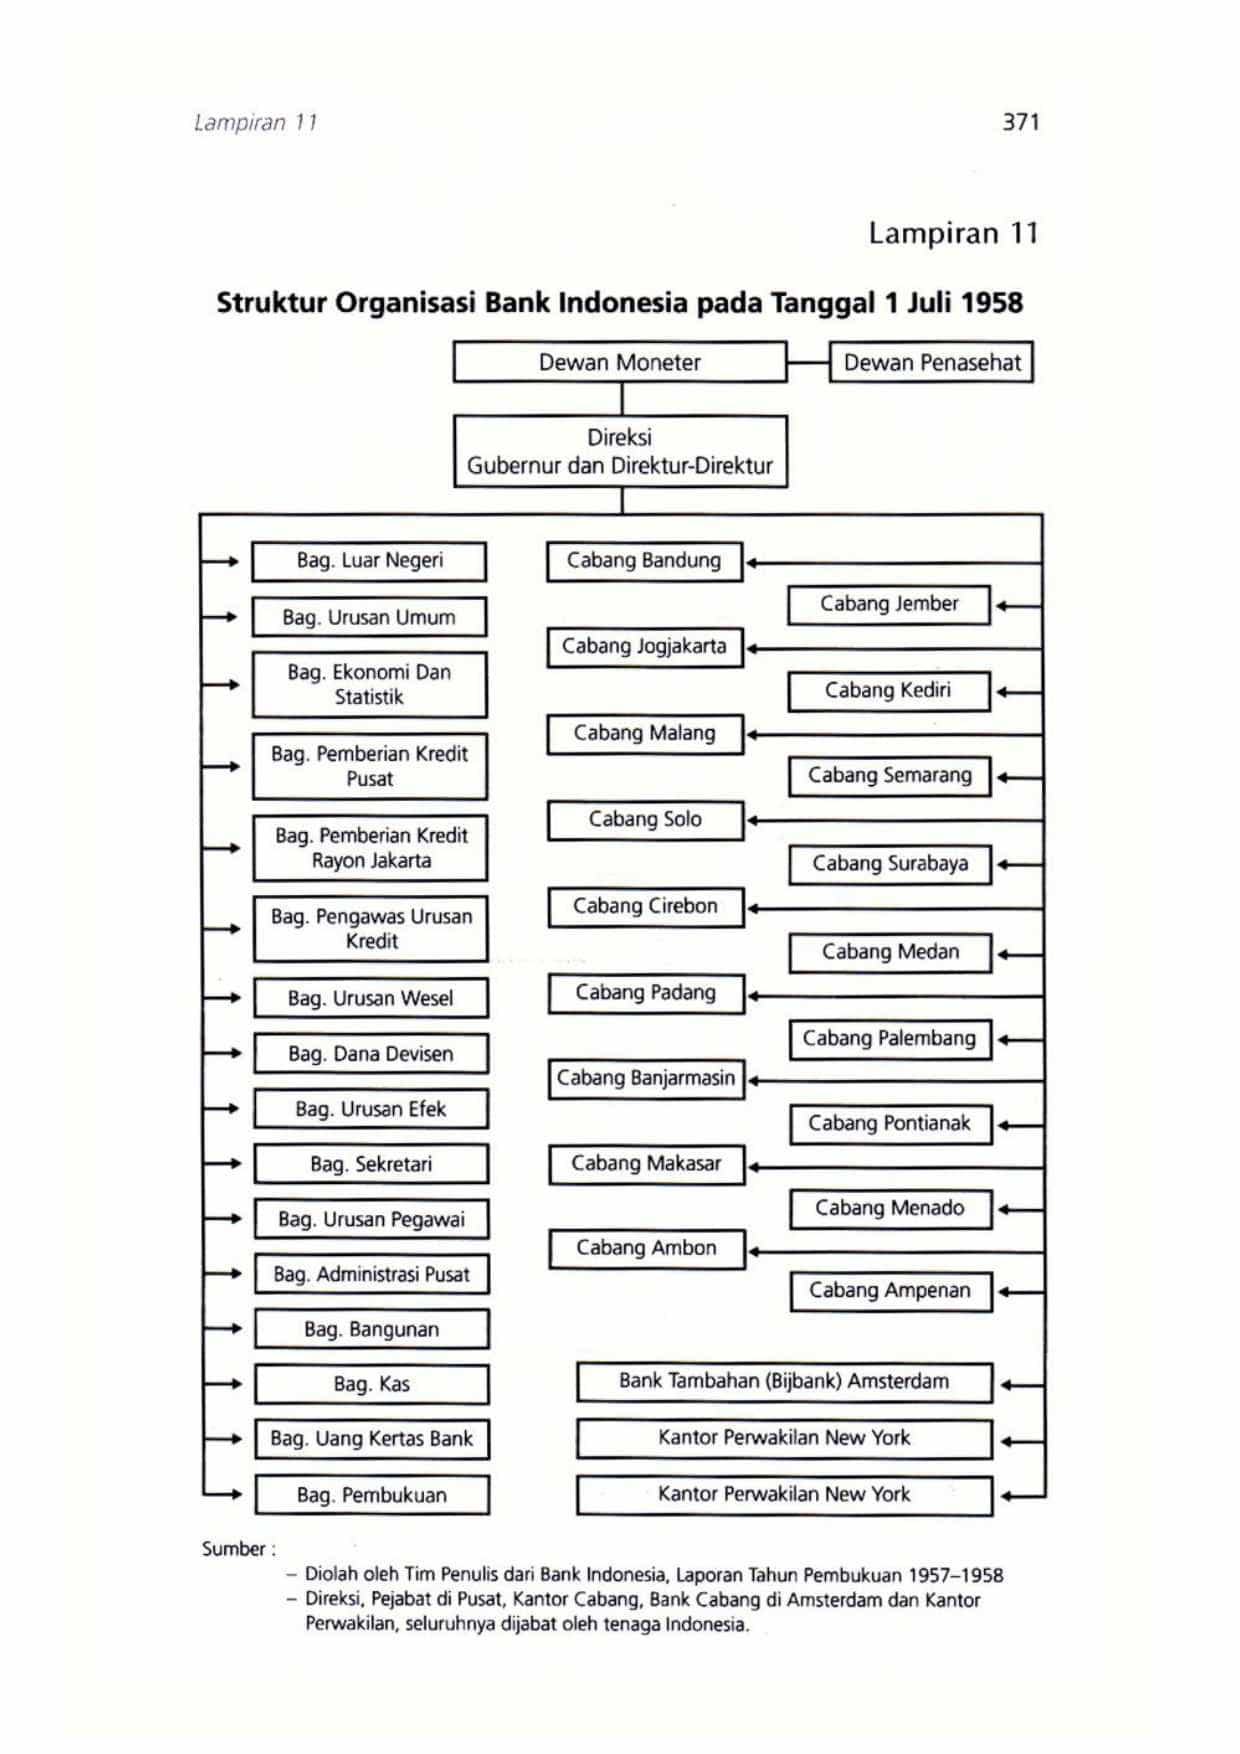 Lampiran 11
371
Lampiran 11
Struktur Organisasi Bank Indonesia pada Tanggal 1 Juli 1958
Dewan Moneter
Dewan Penasehat
Direksi
Gubernur dan Direktur-Direktur
Bag. Luar Negeri
Bag. Urusan Umum
Bag. Ekonomi Dan
Statistik
Bag. Pemberian Kredit
Pusat
Bag. Pemberian Kredit
Rayon Jakarta
Bag. Pengawas Urusan
Kredit
Bag. Urusan Wesel
Bag. Dana Devisen
Bag. Urusan Efek
Bag. Sekretari
Bag. Urusan Pegawai
Bag. Administrasi Pusat
Bag. Bangunan
Bag. Kas
Bag. Uang Kertas Bank
Bag. Pembukuan
Cabang Bandung
Cabang Jember
Cabang Jogjakarta
Cabang Kediri
Cabang Malang
Cabang Semarang
Cabang Solo
Cabang Surabaya
Cabang Cirebon
Cabang Medan
Cabang Padang
Cabang Palembang
Cabang Banjarmasin
Cabang Pontianak
Cabang Makasar
Cabang Menado
Cabang Ambon
Cabang Ampenan
Bank Tambahan (Bijbank) Amsterdam
Kantor Perwakilan New York
Kantor Perwakilan New York
Sumber :
– Diolah oleh Tim Penulis dari Bank Indonesia, Laporan Tahun Pembukuan 1957–1958
– Direksi, Pejabat di Pusat, Kantor Cabang, Bank Cabang di Amsterdam dan Kantor
Perwakilan, seluruhnya dijabat oleh tenaga Indonesia.